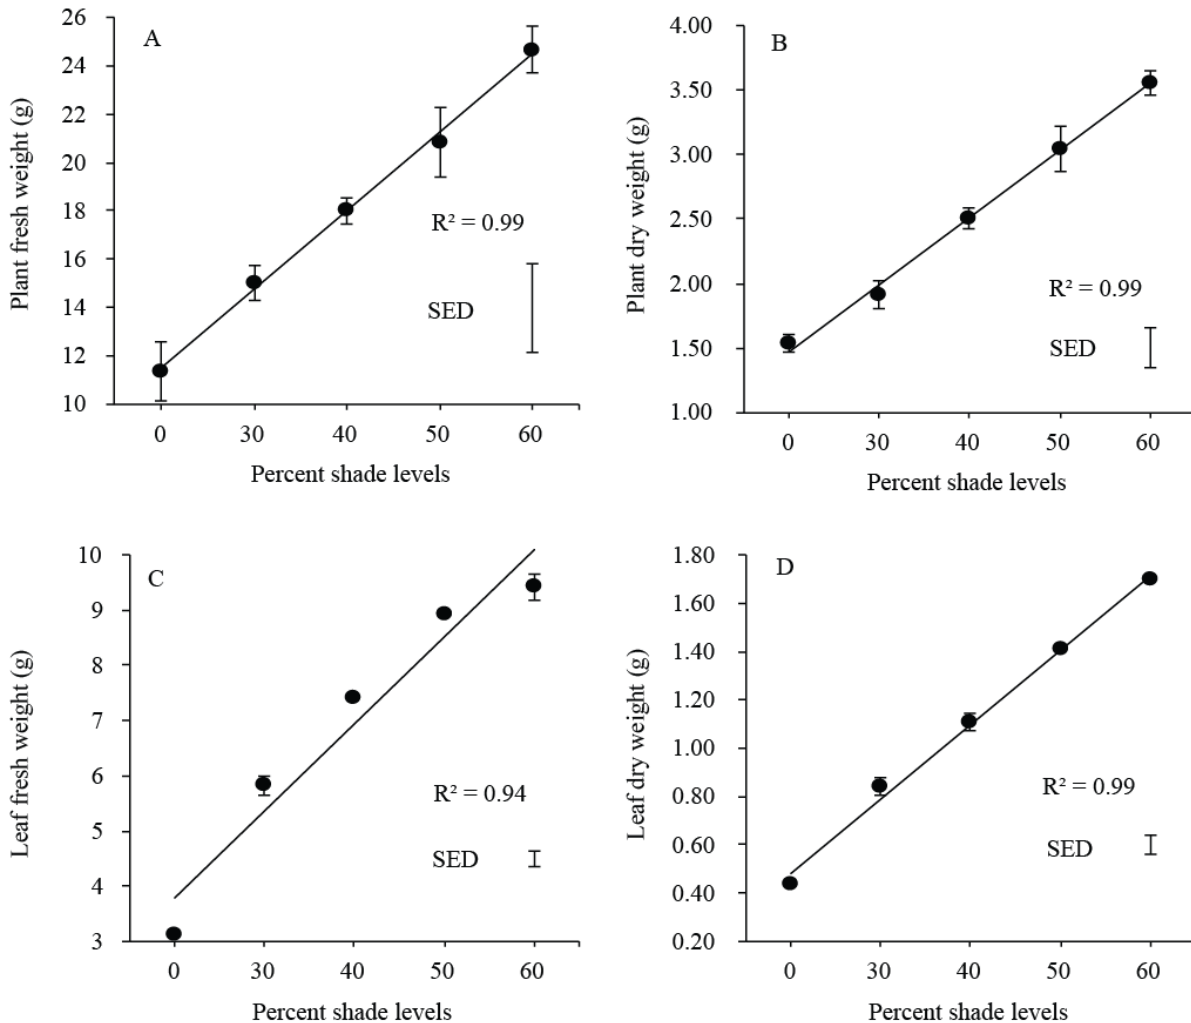 A
Plant fresh weight (g)
26
24
22
20
18
16
14
12
10
R² = 0.99
SED
0 30 40 50 60
Percent shade levels
B
Plant dry weight (g)
4.00
3.50
3.00
2.50
2.00
1.50
1.00
R² = 0.99
SED
0 30 40 50 60
Percent shade levels
C
Leaf fresh weight (g)
10
9
8
7
6
5
4
3
R² = 0.94
SED
0 30 40 50 60
Percent shade levels
D
Leaf dry weight (g)
1.80
1.60
1.40
1.20
1.00
0.80
0.60
0.40
0.20
R² = 0.99
SED
0 30 40 50 60
Percent shade levels